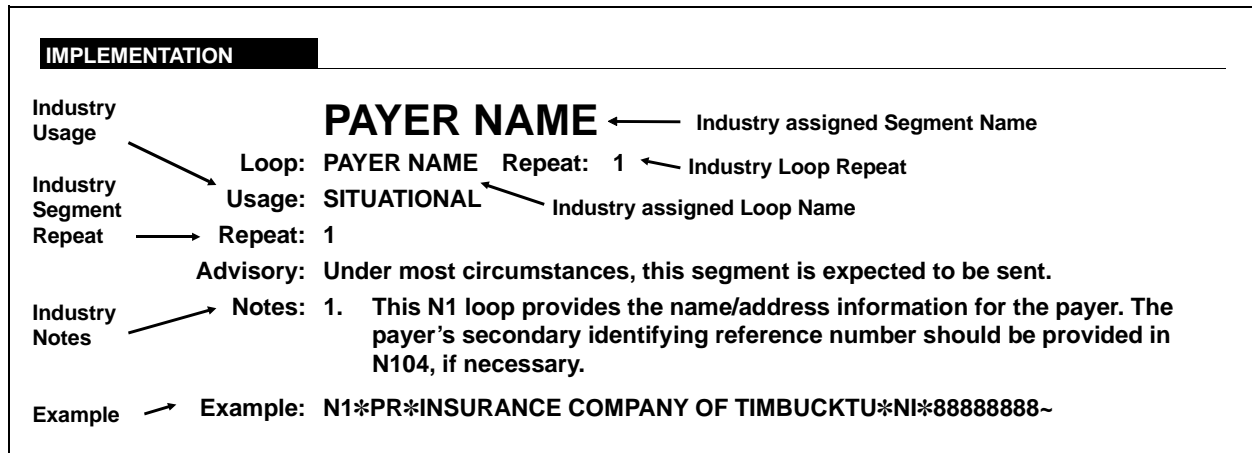 IMPLEMENTATION
Industry
Usage
PAYER NAME
Industry assigned Segment Name
Loop: PAYER NAME Repeat: 1
Industry Loop Repeat
Industry
Segment
Repeat
Usage: SITUATIONAL
Industry assigned Loop Name
Repeat: 1
Advisory: Under most circumstances, this segment is expected to be sent.
Industry
Notes
Notes: 1. This N1 loop provides the name/address information for the payer. The
payer’s secondary identifying reference number should be provided in
N104, if necessary.
Example
Example: N1✽PR✽INSURANCE COMPANY OF TIMBUCKTU✽NI✽88888888~